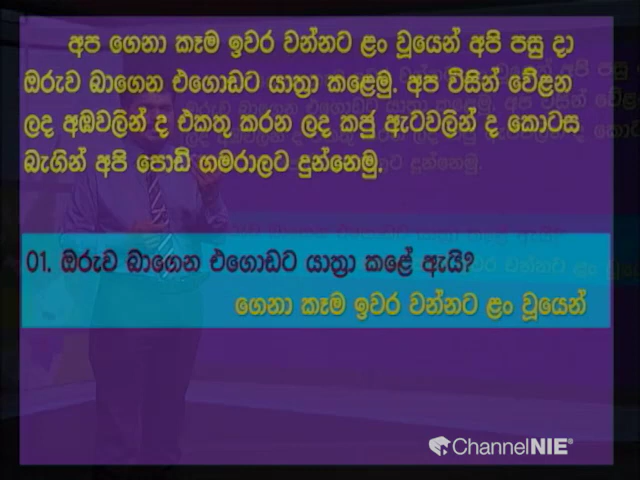 අප ගෙනා කෑම ඉවර වන්නට ළං වූයෙන් අපි පසු දා
ඔරුව බාගෙන එගොඩට යාත්‍රා කළෙමු. අප විසින් වේළන
ලද අඹවලින් ද එකතු කරන ලද කජු ඇටවලින් ද කොටස
බැගින් අපි පොඩි ගමරාලට දුන්නෙමු.
01. ඔරුව බාගෙන එගොඩට යාත්‍රා කළේ ඇයි?
ගෙනා කෑම ඉවර වන්නට ළං වූයෙන්
ChannelNIE